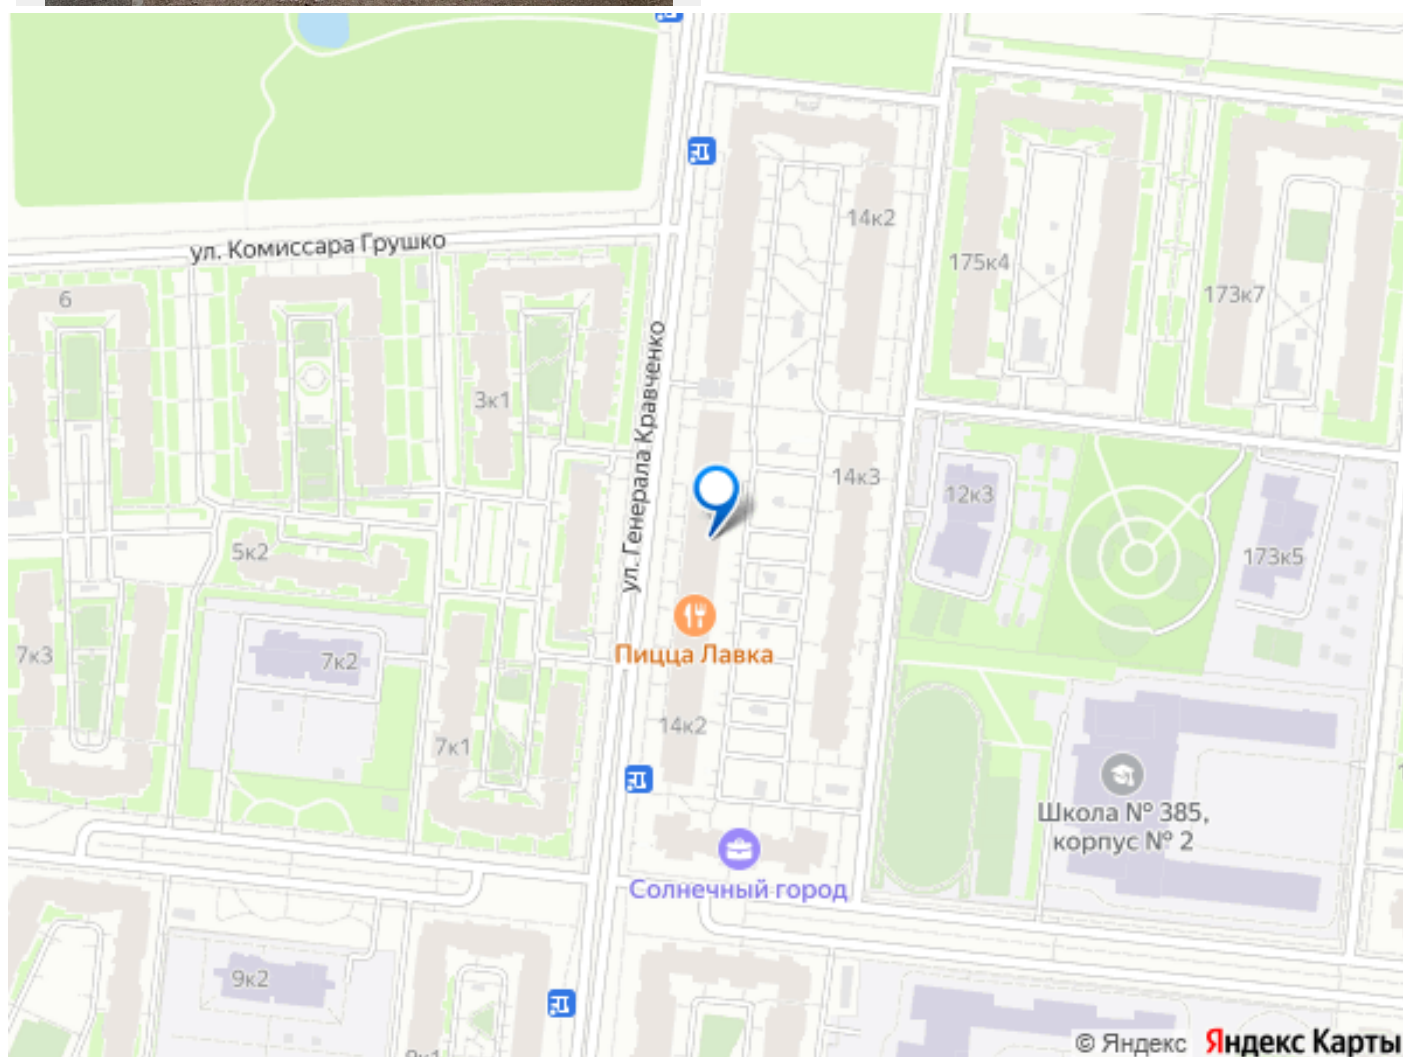 14к2
ул. Комиссара Грушко
175к4
6
173к7
ул. Генерала Кравченко
3к1
14к3
12к3
5к2
173к5
7к3
7к2
Пицца Лавка
14к2
7к1
Школа № 385,
корпус № 2
Солнечный город
9к2
© Яндекс Яндекс Карты